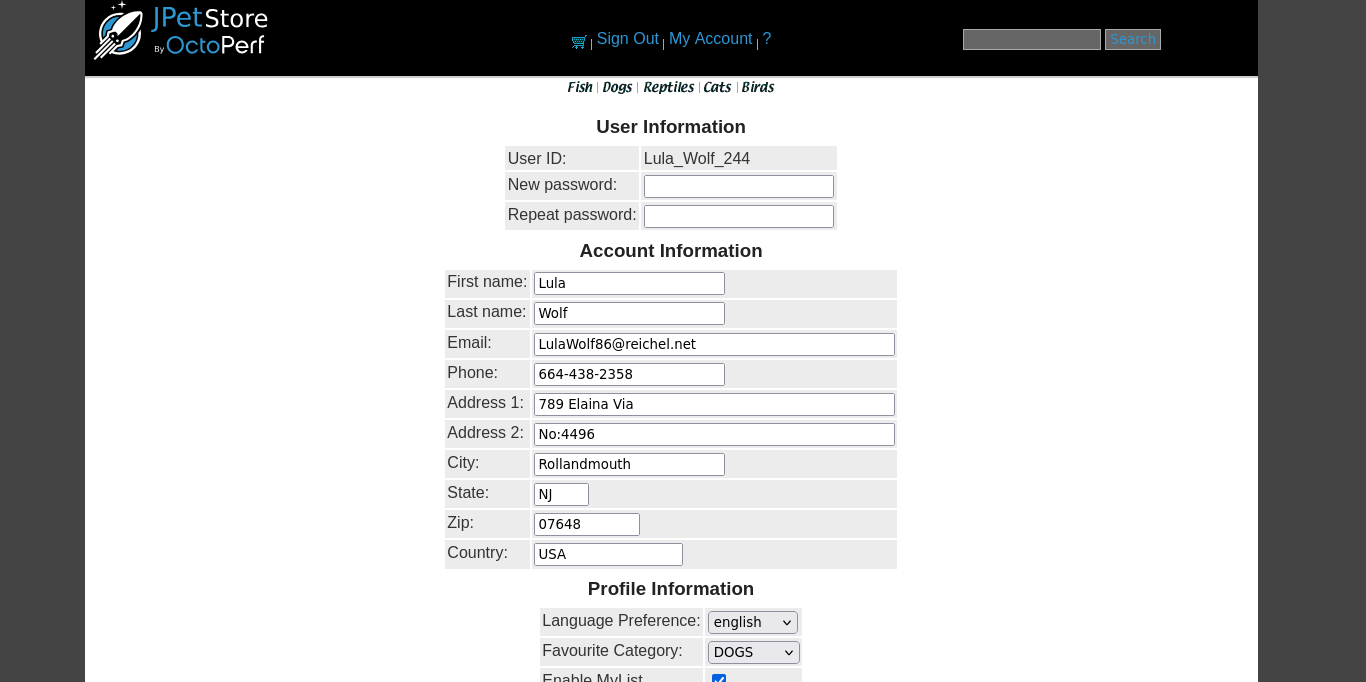 JPetStore
By OctoPerf
Sign Out | My Account | ?
Search
Fish | Dogs | Reptiles | Cats | Birds
User Information
User ID: Lula_Wolf_244
New password:
Repeat password:
Account Information
First name: Lula
Last name: Wolf
Email: LulaWolf86@reichel.net
Phone: 664-438-2358
Address 1: 789 Elaina Via
Address 2: No:4496
City: Rollandmouth
State: NJ
Zip: 07648
Country: USA
Profile Information
Language Preference: english
Favourite Category: DOGS
Enable MyList